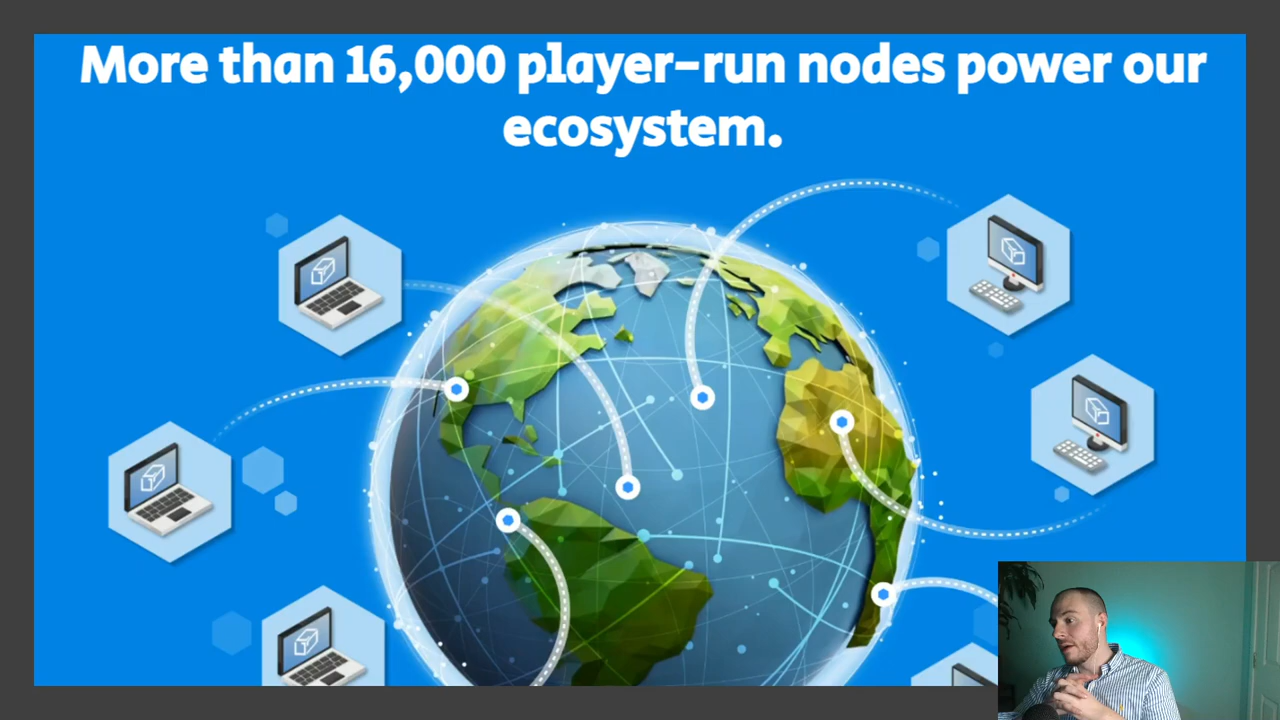 More than 16,000 player-run nodes power our
ecosystem.